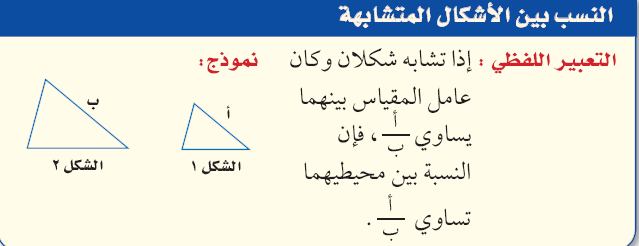 النسب بين الأشكال المتشابهة
التعبير اللفظي : إذا تشابه شكلان وكان
عامل المقياس بينهما
يساوي أ/ب ، فإن
النسبة بين محيطيهما
تساوي أ/ب .
نموذج :
أ
ب
الشكل ١
الشكل ٢